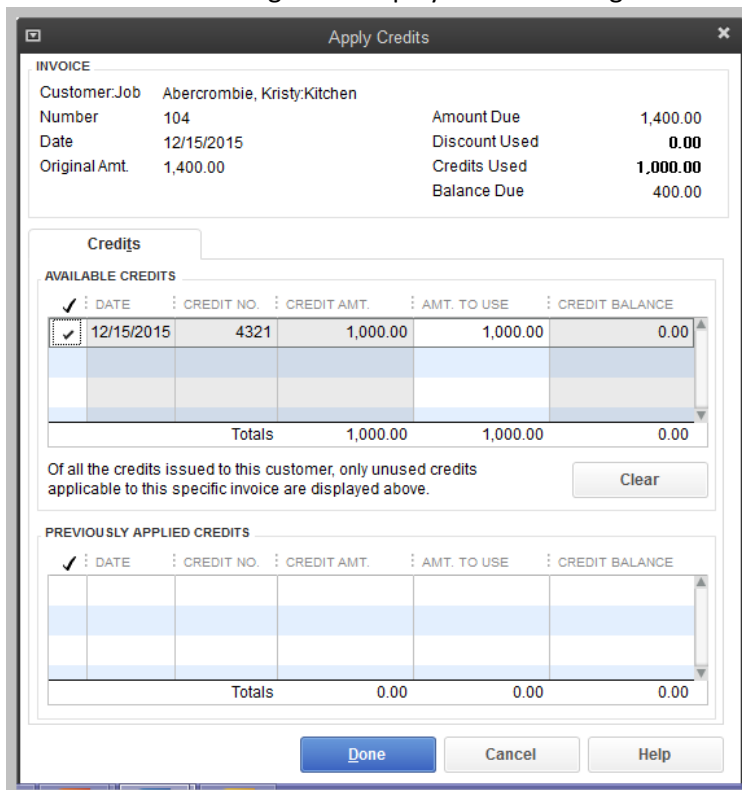 Apply Credits
INVOICE
Customer:Job Abercrombie, Kristy:Kitchen
Number 104 Amount Due 1,400.00
Date 12/15/2015 Discount Used 0.00
Original Amt. 1,400.00 Credits Used 1,000.00
Balance Due 400.00
Credits
AVAILABLE CREDITS
✓ DATE CREDIT NO. CREDIT AMT. AMT. TO USE CREDIT BALANCE
✓ 12/15/2015 4321 1,000.00 1,000.00 0.00
Totals 1,000.00 1,000.00 0.00
Of all the credits issued to this customer, only unused credits
applicable to this specific invoice are displayed above.
Clear
PREVIOUSLY APPLIED CREDITS
✓ DATE CREDIT NO. CREDIT AMT. AMT. TO USE CREDIT BALANCE
Totals 0.00 0.00 0.00
Done Cancel Help